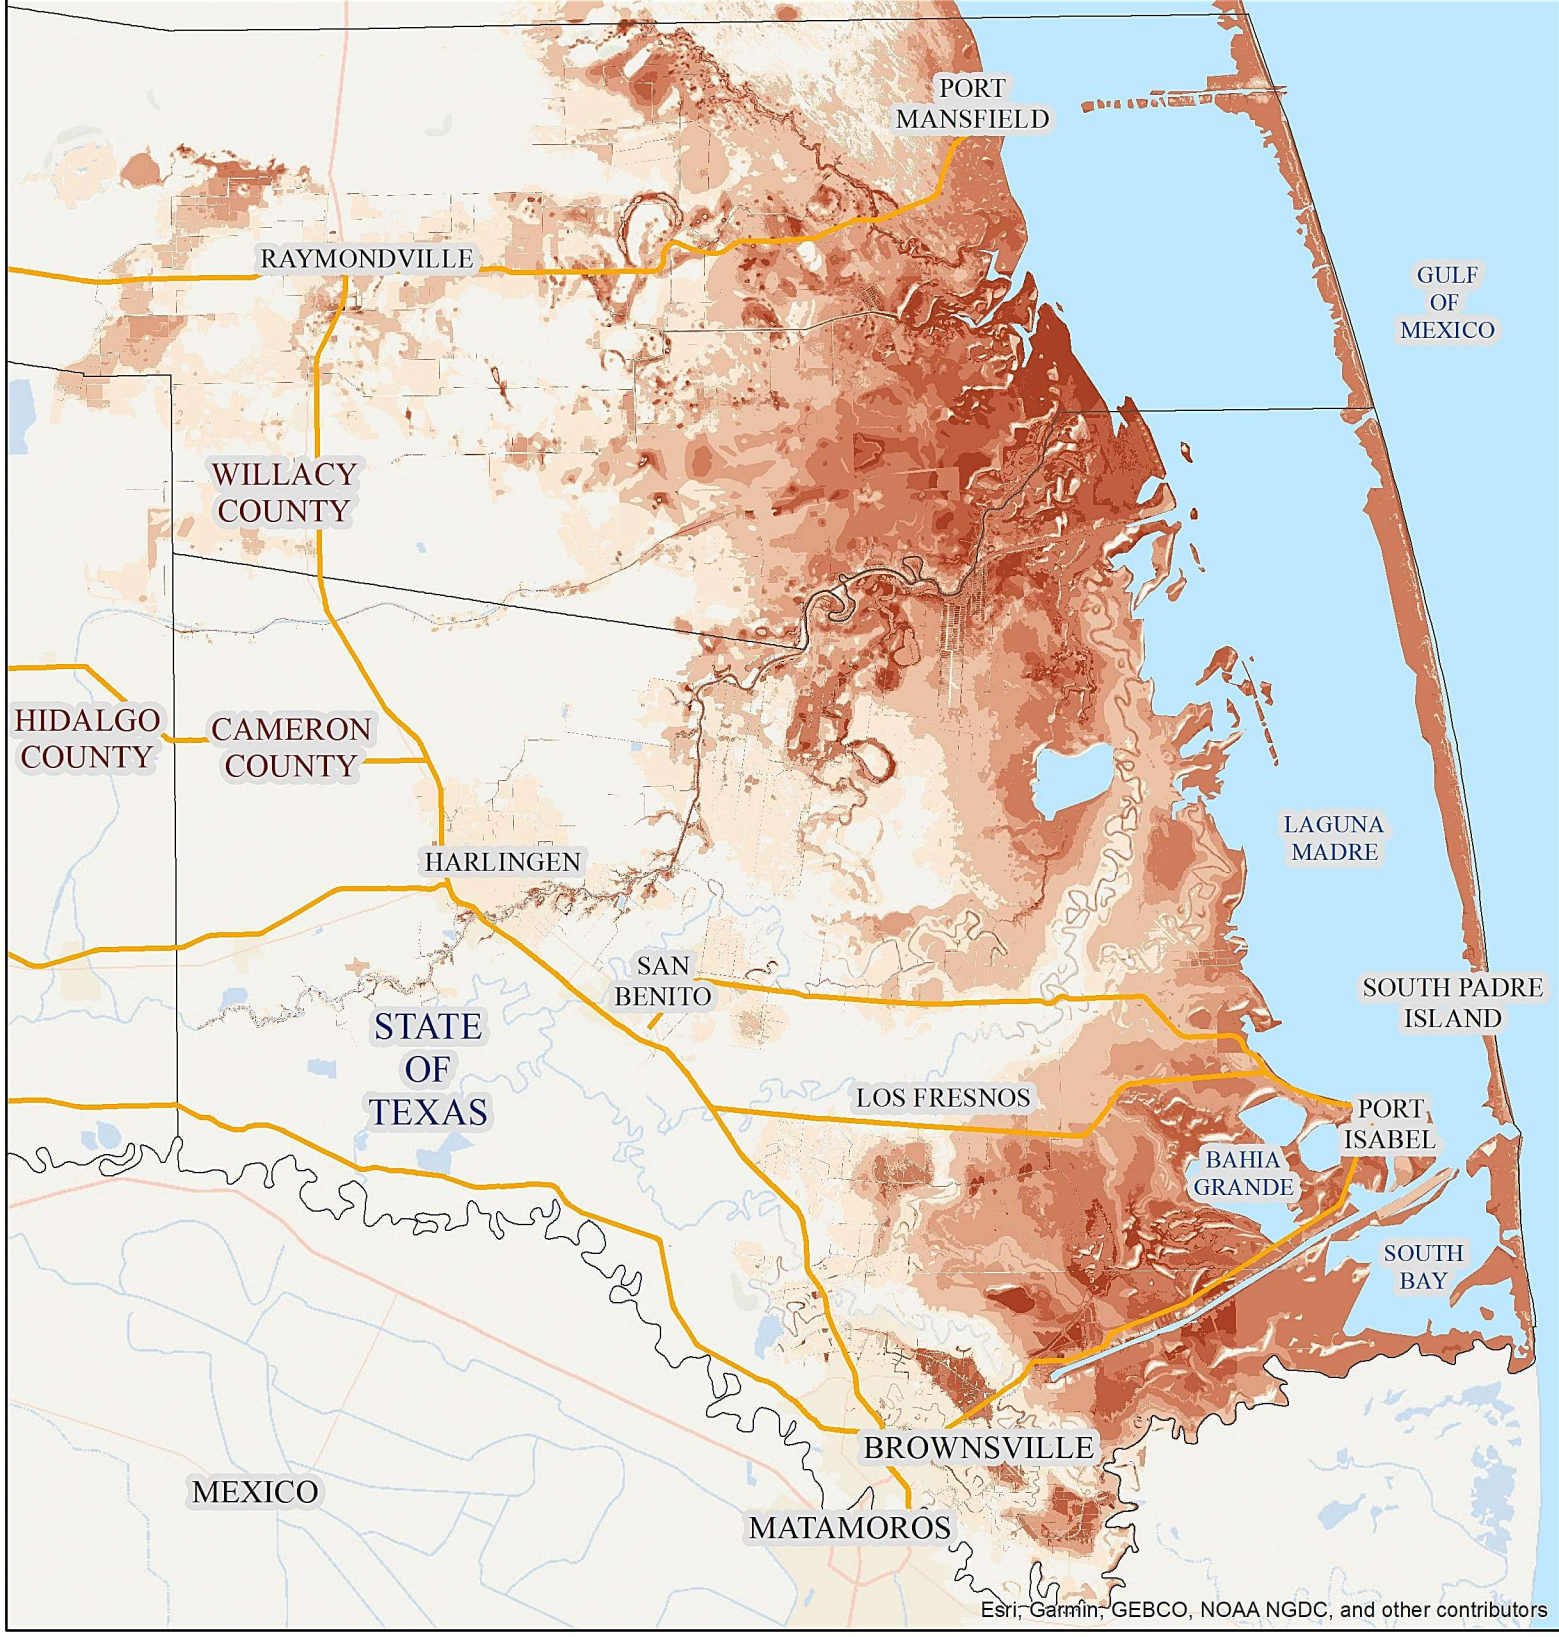 PORT
MANSFIELD
RAYMONDVILLE
GULF
OF
MEXICO
WILLACY
COUNTY
HIDALGO
COUNTY
CAMERON
COUNTY
LAGUNA
MADRE
HARLINGEN
SAN
BENITO
SOUTH PADRE
ISLAND
STATE
OF
TEXAS
LOS FRESNOS
PORT
ISABEL
BAHIA
GRANDE
SOUTH
BAY
BROWNSVILLE
MEXICO
MATAMOROS
Esri, Garmin, GEBCO, NOAA NGDC, and other contributors